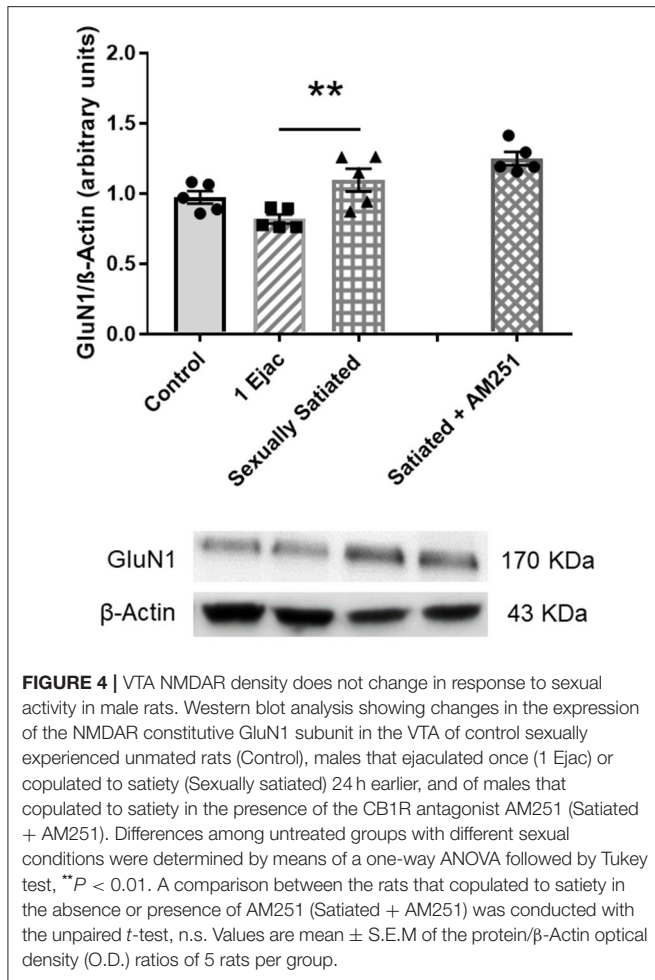 GluN1/ß-Actin (arbitrary units)
2.0
1.5
1.0
0.5
0.0
**
Control
1 Ejac
Sexually Satiated
Satiated + AM251
GluN1
170 KDa
β-Actin
43 KDa
FIGURE 4 | VTA NMDAR density does not change in response to sexual
activity in male rats. Western blot analysis showing changes in the expression
of the NMDAR constitutive GluN1 subunit in the VTA of control sexually
experienced unmated rats (Control), males that ejaculated once (1 Ejac) or
copulated to satiety (Sexually satiated) 24 h earlier, and of males that
copulated to satiety in the presence of the CB1R antagonist AM251 (Satiated
+ AM251). Differences among untreated groups with different sexual
conditions were determined by means of a one-way ANOVA followed by Tukey
test, **P < 0.01. A comparison between the rats that copulated to satiety in
the absence or presence of AM251 (Satiated + AM251) was conducted with
the unpaired t-test, n.s. Values are mean ± S.E.M of the protein/β-Actin optical
density (O.D.) ratios of 5 rats per group.